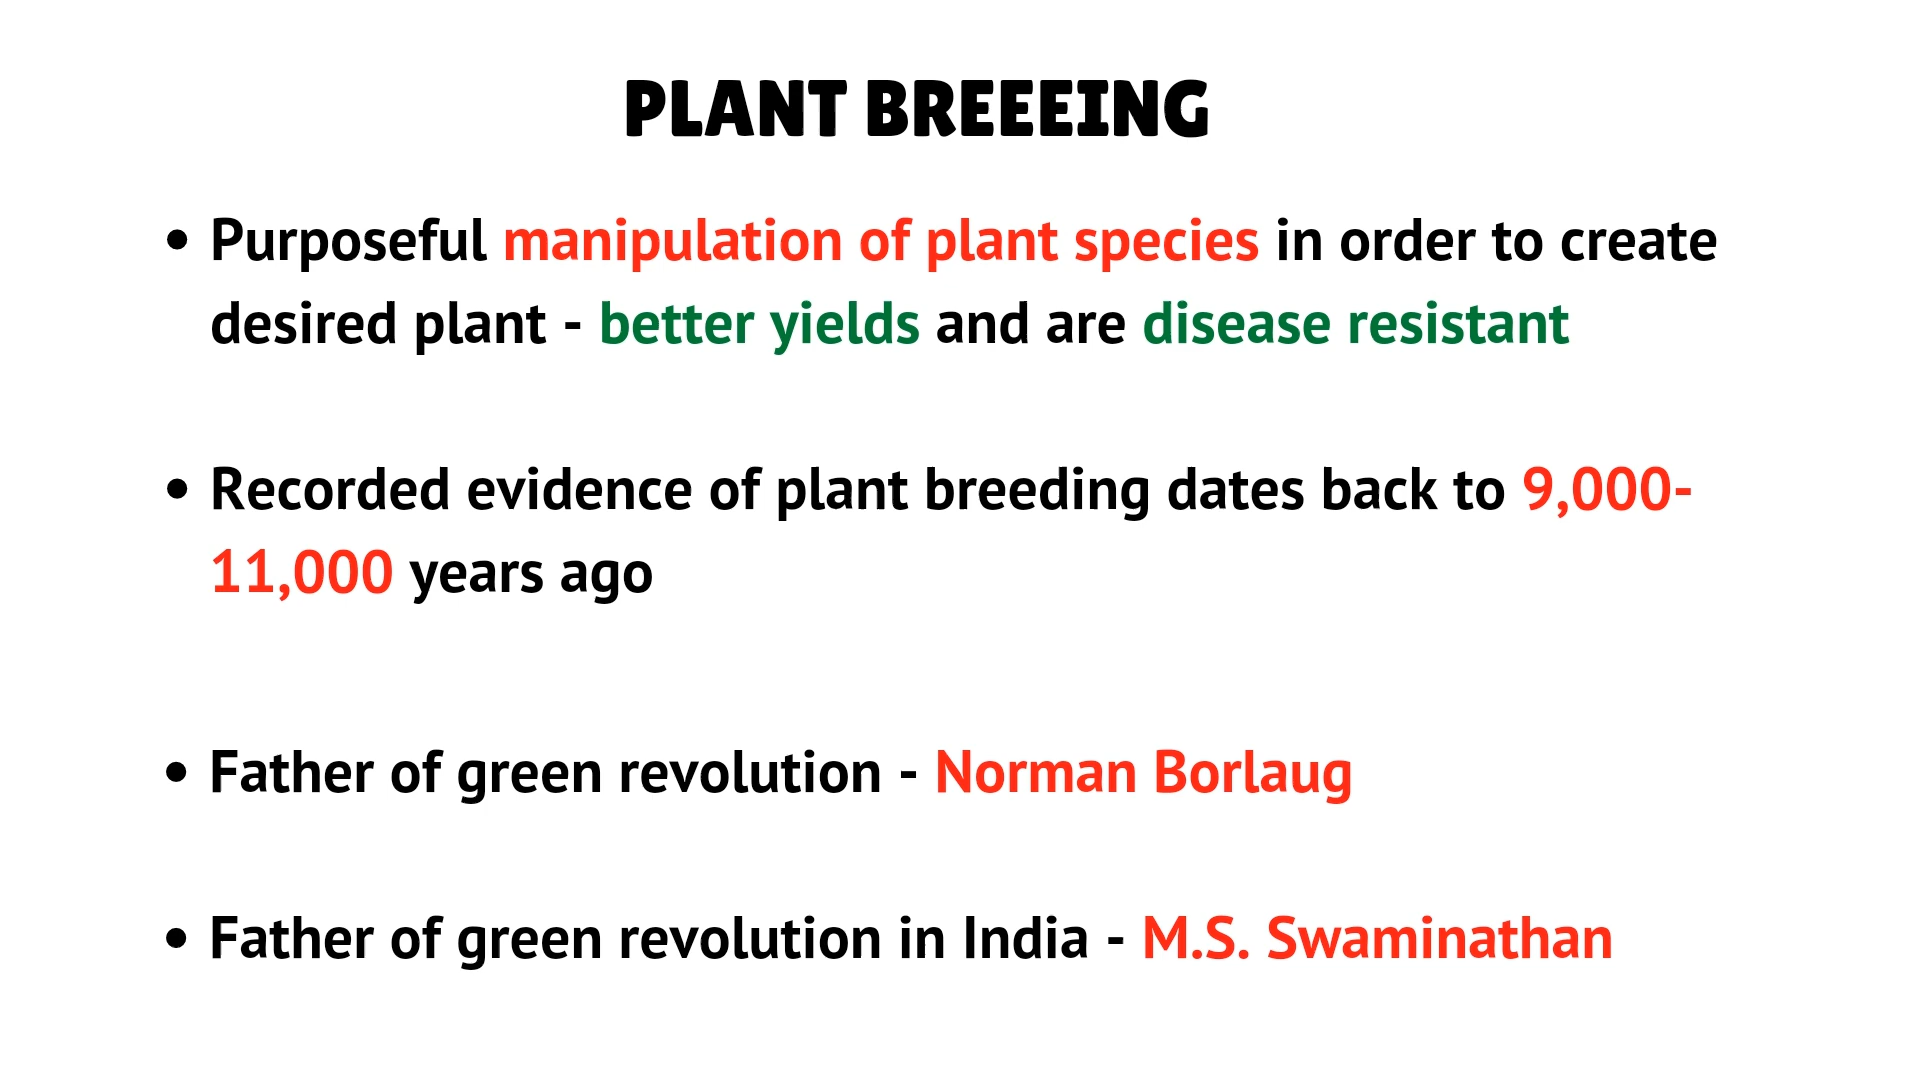 PLANT BREEEING
• Purposeful manipulation of plant species in order to create
desired plant - better yields and are disease resistant
• Recorded evidence of plant breeding dates back to 9,000-
11,000 years ago
• Father of green revolution - Norman Borlaug
• Father of green revolution in India - M.S. Swaminathan